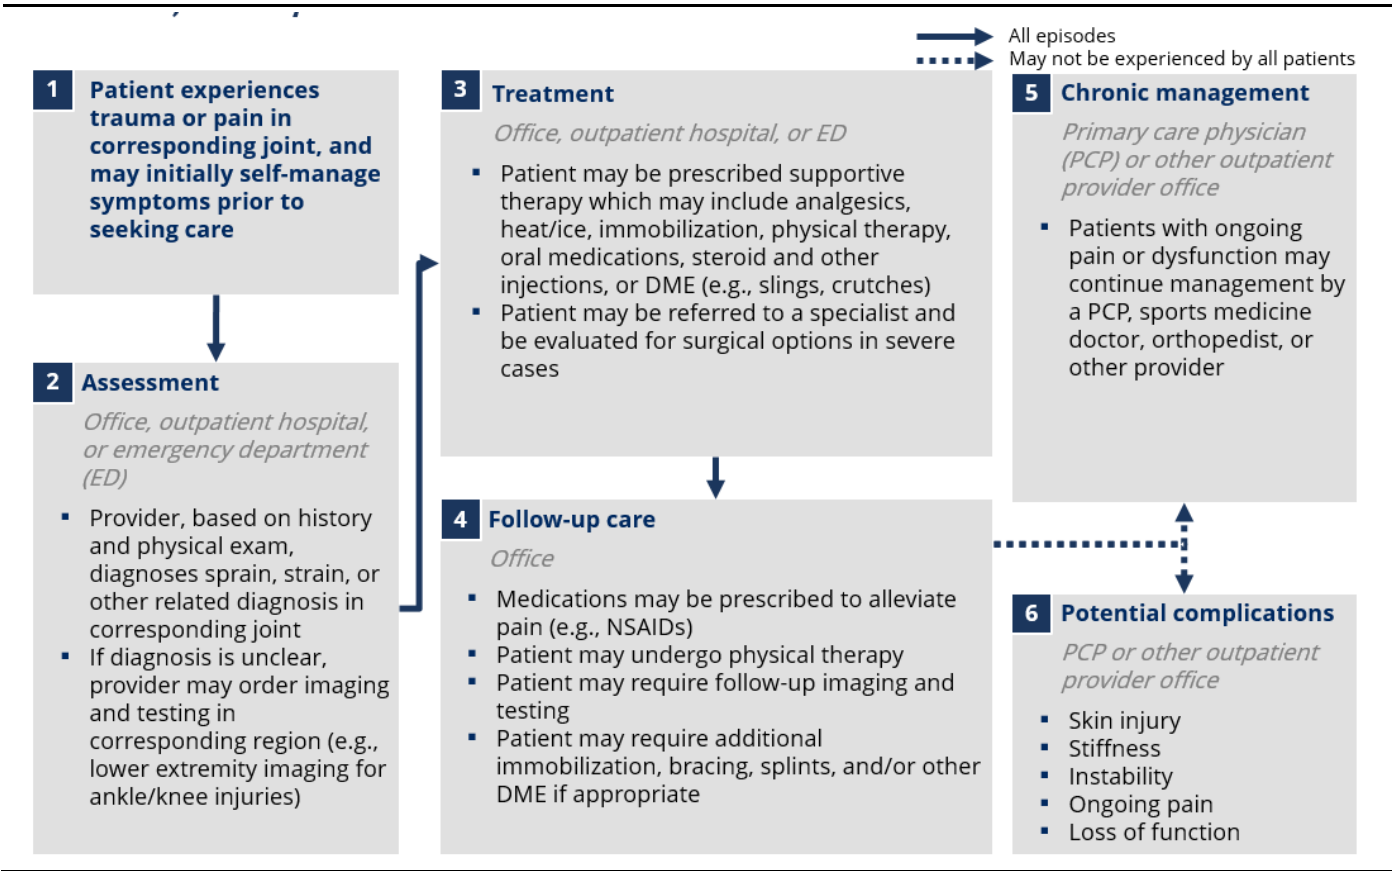 All episodes
May not be experienced by all patients
1
Patient experiences
trauma or pain in
corresponding joint, and
may initially self-manage
symptoms prior to
seeking care
2
Assessment
Office, outpatient hospital,
or emergency department
(ED)
▪ Provider, based on history
and physical exam,
diagnoses sprain, strain, or
other related diagnosis in
corresponding joint
▪ If diagnosis is unclear,
provider may order imaging
and testing in
corresponding region (e.g.,
lower extremity imaging for
ankle/knee injuries)
3
Treatment
Office, outpatient hospital, or ED
▪ Patient may be prescribed supportive
therapy which may include analgesics,
heat/ice, immobilization, physical therapy,
oral medications, steroid and other
injections, or DME (e.g., slings, crutches)
▪ Patient may be referred to a specialist and
be evaluated for surgical options in severe
cases
4
Follow-up care
Office
▪ Medications may be prescribed to alleviate
pain (e.g., NSAIDs)
▪ Patient may undergo physical therapy
▪ Patient may require follow-up imaging and
testing
▪ Patient may require additional
immobilization, bracing, splints, and/or other
DME if appropriate
5
Chronic management
Primary care physician
(PCP) or other outpatient
provider office
▪ Patients with ongoing
pain or dysfunction may
continue management by
a PCP, sports medicine
doctor, orthopedist, or
other provider
6
Potential complications
PCP or other outpatient
provider office
▪ Skin injury
▪ Stiffness
▪ Instability
▪ Ongoing pain
▪ Loss of function